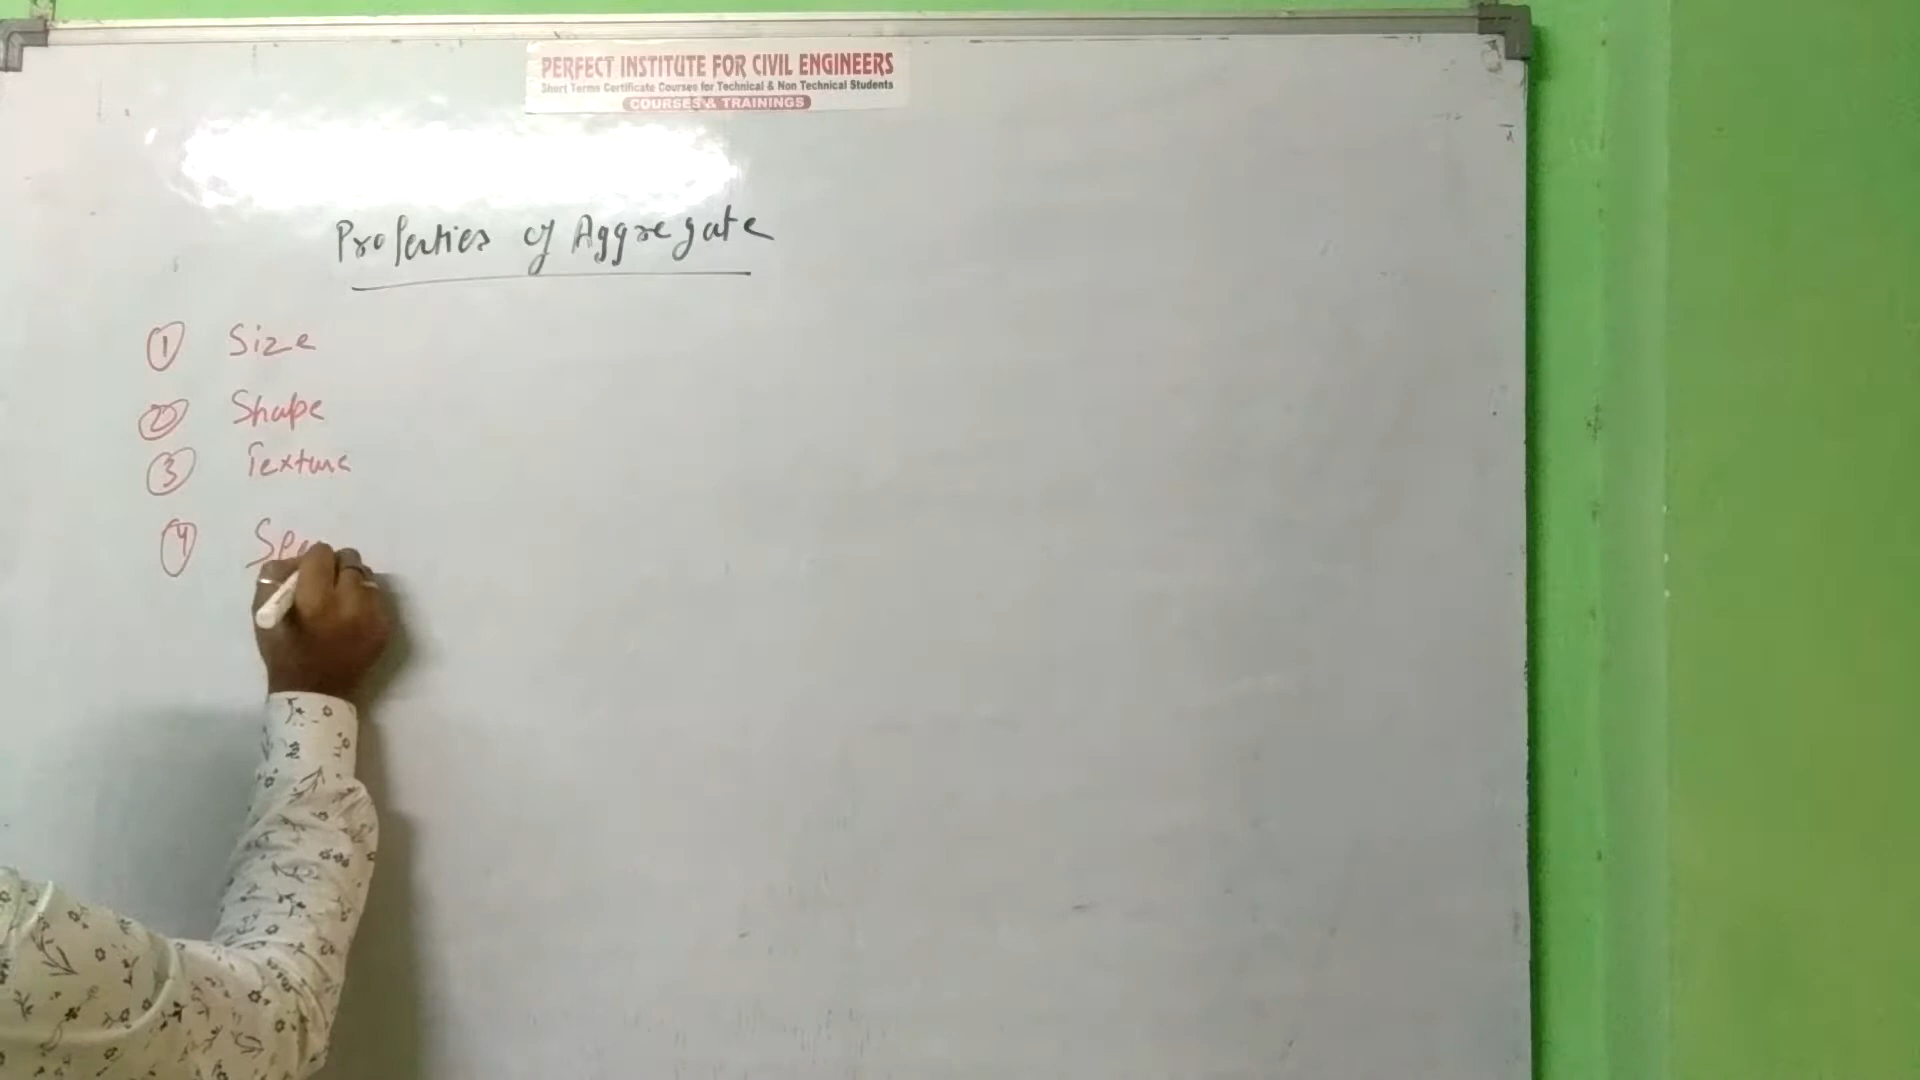 PERFECT INSTITUTE FOR CIVIL ENGINEERS
Short Terms Certificate Courses for Technical & Non Technical Students
COURSES & TRAININGS
Properties of Aggregate
① Size
② Shape
③ Texture
④ Spe